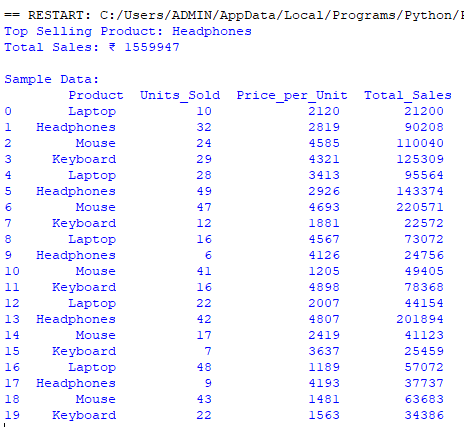 == RESTART: C:/Users/ADMIN/AppData/Local/Programs/Python/
Top Selling Product: Headphones
Total Sales: ₹ 1559947
Sample Data:
Product Units_Sold Price_per_Unit Total_Sales
0 Laptop 10 2120 21200
1 Headphones 32 2819 90208
2 Mouse 24 4585 110040
3 Keyboard 29 4321 125309
4 Laptop 28 3413 95564
5 Headphones 49 2926 143374
6 Mouse 47 4693 220571
7 Keyboard 12 1881 22572
8 Laptop 16 4567 73072
9 Headphones 6 4126 24756
10 Mouse 41 1205 49405
11 Keyboard 16 4898 78368
12 Laptop 22 2007 44154
13 Headphones 42 4807 201894
14 Mouse 17 2419 41123
15 Keyboard 7 3637 25459
16 Laptop 48 1189 57072
17 Headphones 9 4193 37737
18 Mouse 43 1481 63683
19 Keyboard 22 1563 34386